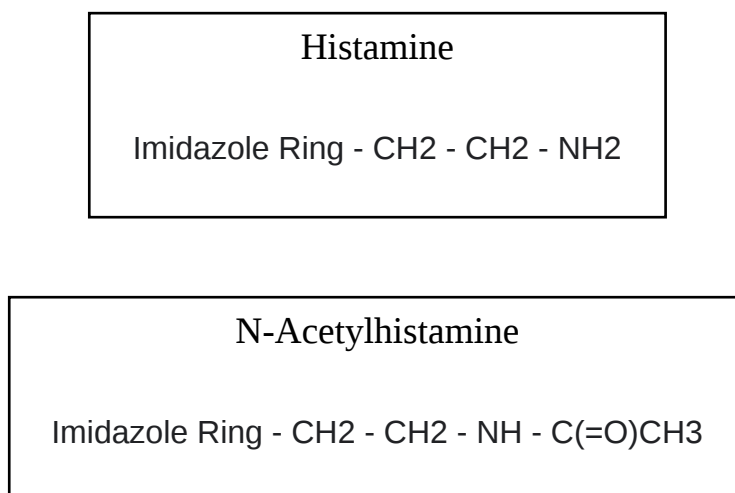 Histamine
Imidazole Ring - CH2 - CH2 - NH2
N-Acetylhistamine
Imidazole Ring - CH2 - CH2 - NH - C(=O)CH3